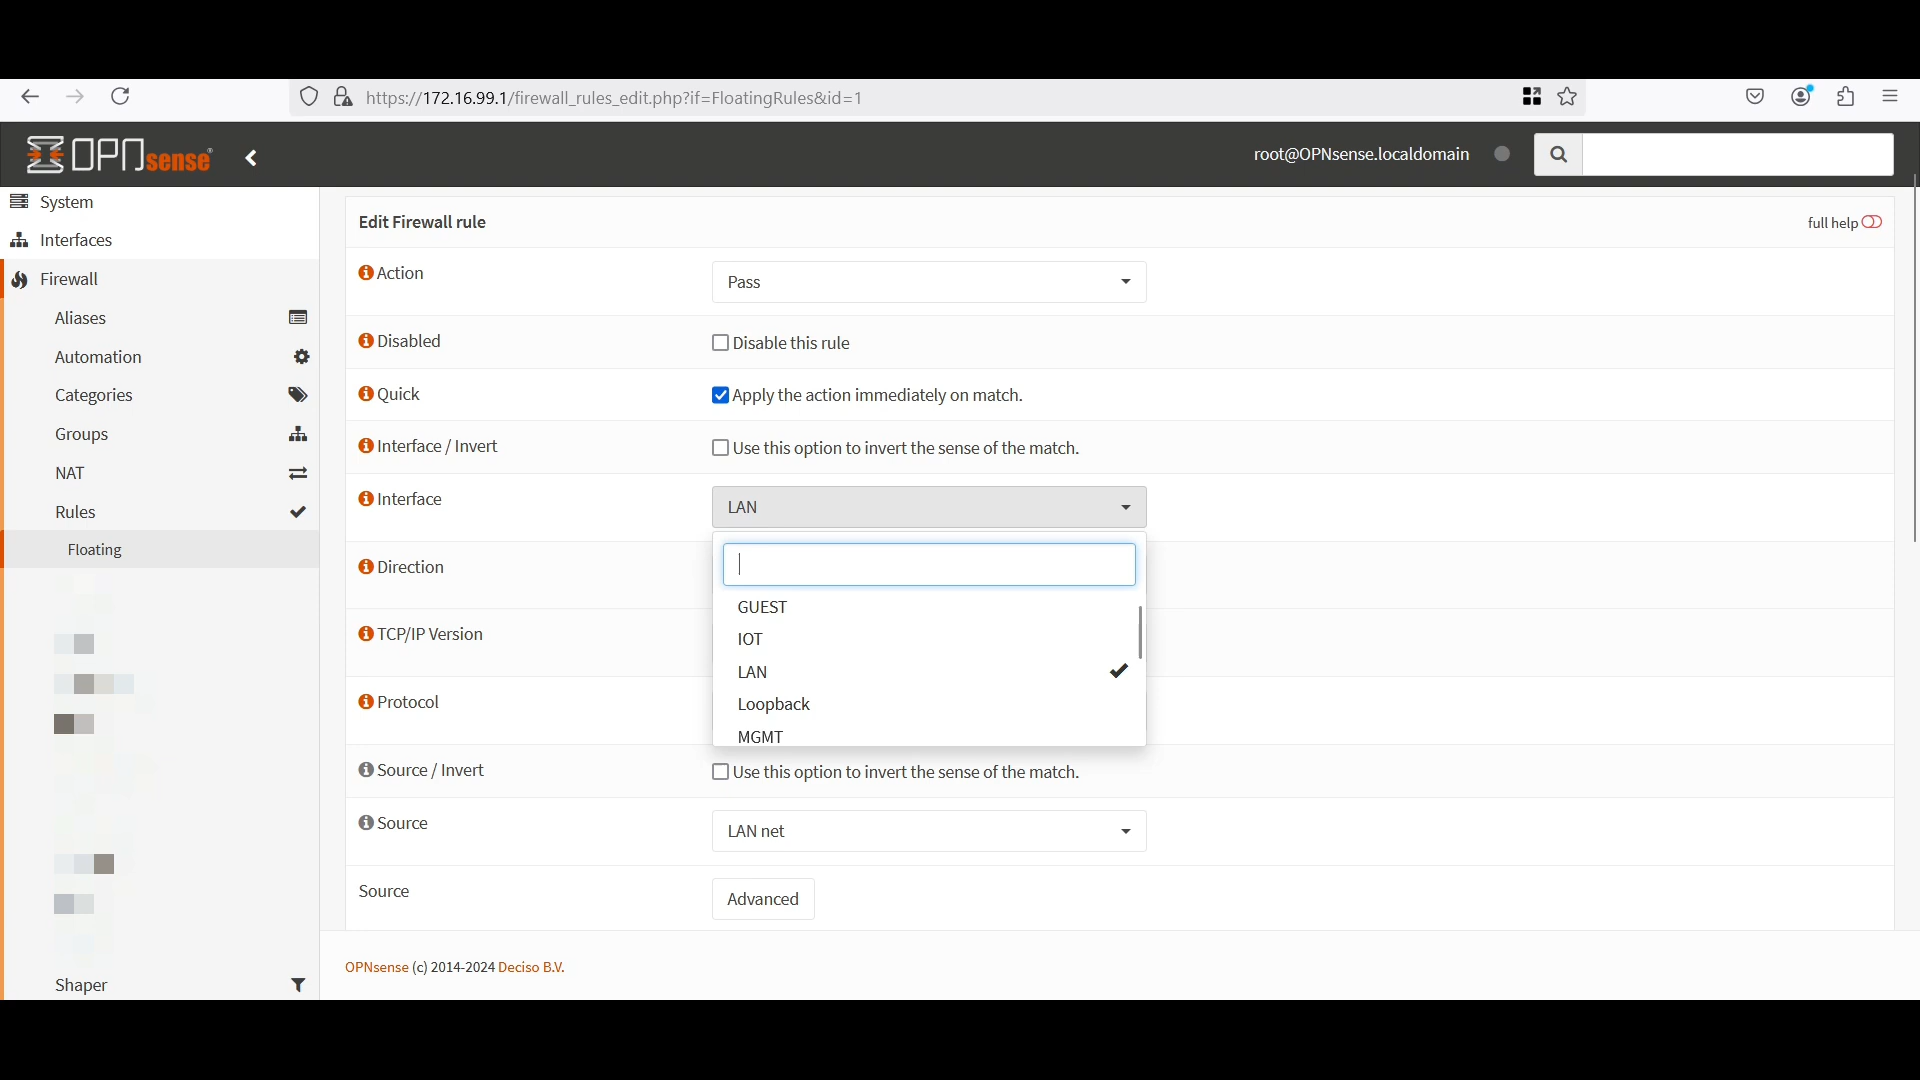 https://172.16.99.1/firewall_rules_edit.php?if=FloatingRules&id=1
OPNsense®
root@OPNsense.localdomain
System
Interfaces
Firewall
Aliases
Automation
Categories
Groups
NAT
Rules
Floating
Shaper
Edit Firewall rule
full help
Action
Pass
Disabled
Disable this rule
Quick
Apply the action immediately on match.
Interface / Invert
Use this option to invert the sense of the match.
Interface
LAN
GUEST
IOT
LAN
Loopback
MGMT
Direction
TCP/IP Version
Protocol
Source / Invert
Use this option to invert the sense of the match.
Source
LAN net
Source
Advanced
OPNsense (c) 2014-2024 Deciso B.V.